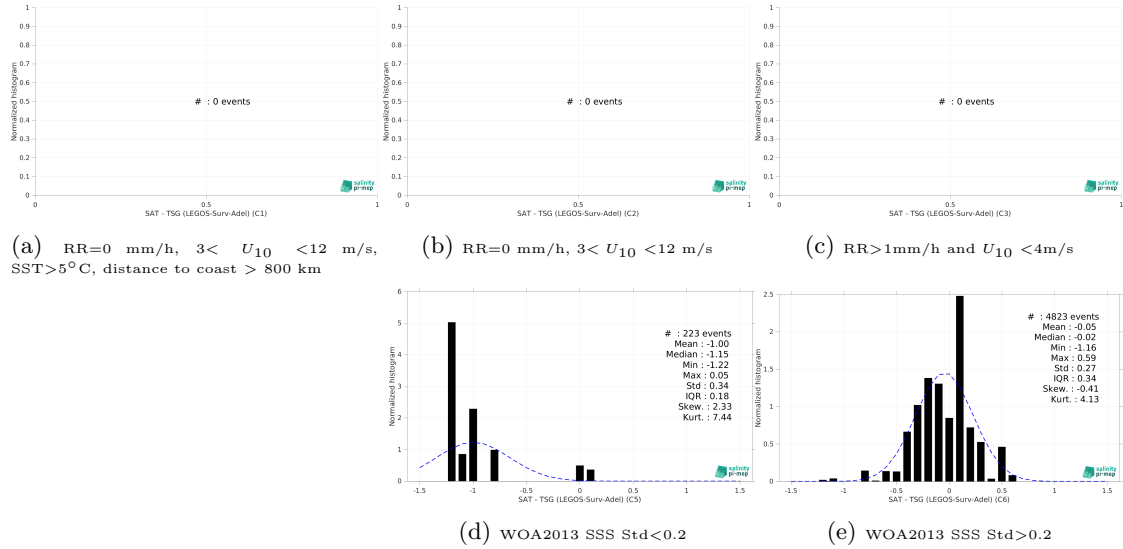 Normalized histogram
1
0.9
0.8
0.7
0.6
0.5
0.4
0.3
0.2
0.1
0
# : 0 events
salinity
pi-mep
0 0.5 1
SAT - TSG (LEGOS-Surv-Adel) (C1)
(a) RR=0 mm/h, 3< U10 <12 m/s,
SST>5°C, distance to coast > 800 km
Normalized histogram
1
0.9
0.8
0.7
0.6
0.5
0.4
0.3
0.2
0.1
0
# : 0 events
salinity
pi-mep
0 0.5 1
SAT - TSG (LEGOS-Surv-Adel) (C2)
(b) RR=0 mm/h, 3< U10 <12 m/s
Normalized histogram
1
0.9
0.8
0.7
0.6
0.5
0.4
0.3
0.2
0.1
0
# : 0 events
salinity
pi-mep
0 0.5 1
SAT - TSG (LEGOS-Surv-Adel) (C3)
(c) RR>1mm/h and U10 <4m/s
Normalized histogram
6
5
4
3
2
1
0
# : 223 events
Mean : -1.00
Median : -1.15
Min : -1.22
Max : 0.05
Std : 0.34
IQR : 0.18
Skew. : 2.33
Kurt. : 7.44
salinity
pi-mep
-1.5 -1 -0.5 0 0.5 1 1.5
SAT - TSG (LEGOS-Surv-Adel) (C5)
(d) WOA2013 SSS Std<0.2
Normalized histogram
2.5
2
1.5
1
0.5
0
# : 4823 events
Mean : -0.05
Median : -0.02
Min : -1.16
Max : 0.59
Std : 0.27
IQR : 0.34
Skew. : -0.41
Kurt. : 4.13
salinity
pi-mep
-1.5 -1 -0.5 0 0.5 1 1.5
SAT - TSG (LEGOS-Surv-Adel) (C6)
(e) WOA2013 SSS Std>0.2